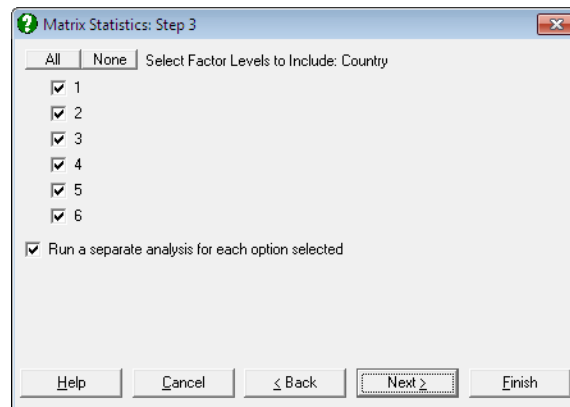 Matrix Statistics: Step 3
All None Select Factor Levels to Include: Country
1
2
3
4
5
6
Run a separate analysis for each option selected
Help Cancel < Back Next > Finish